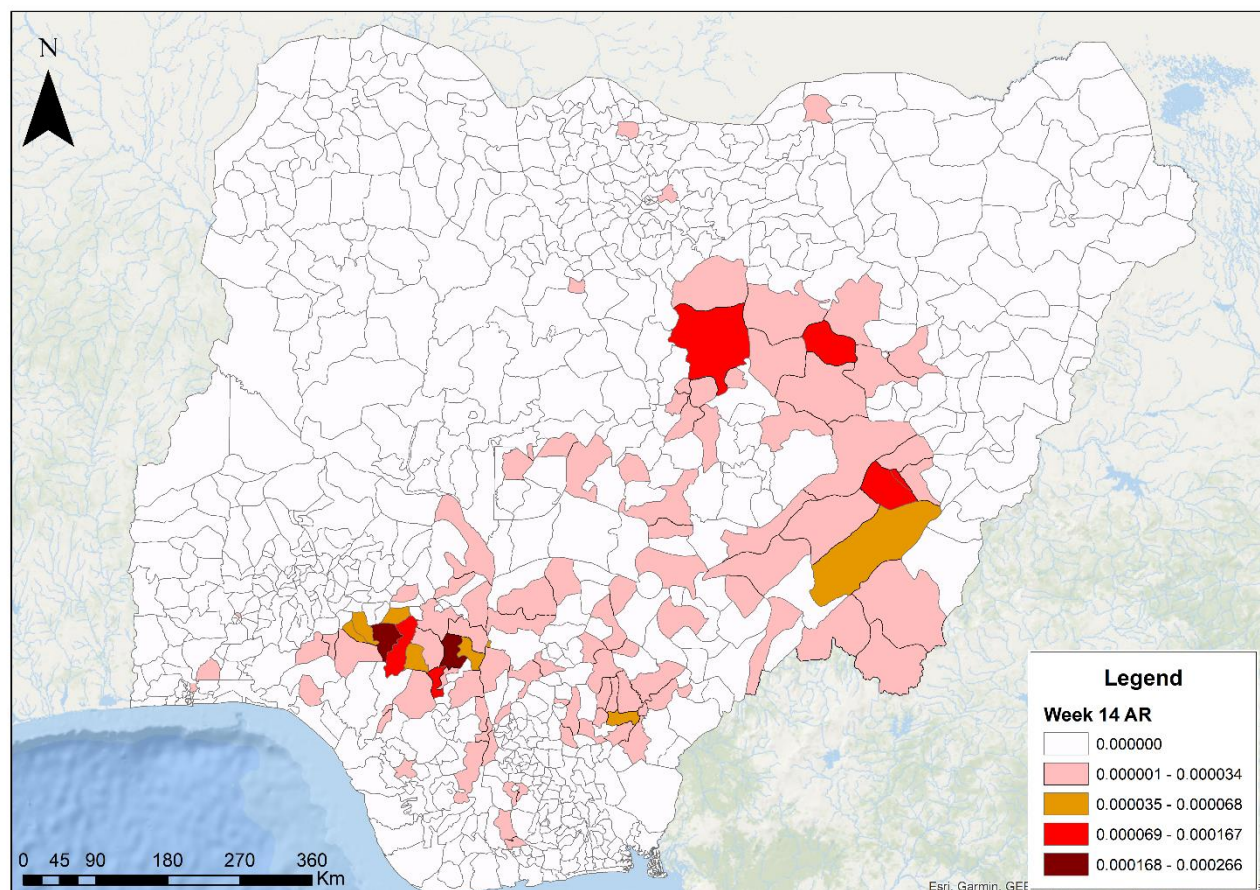 N
Legend
Week 14 AR
0.000000
0.000001 - 0.000034
0.000035 - 0.000068
0.000069 - 0.000167
0.000168 - 0.000266
0 45 90 180 270 360
Km
Esri, Garmin, GEB